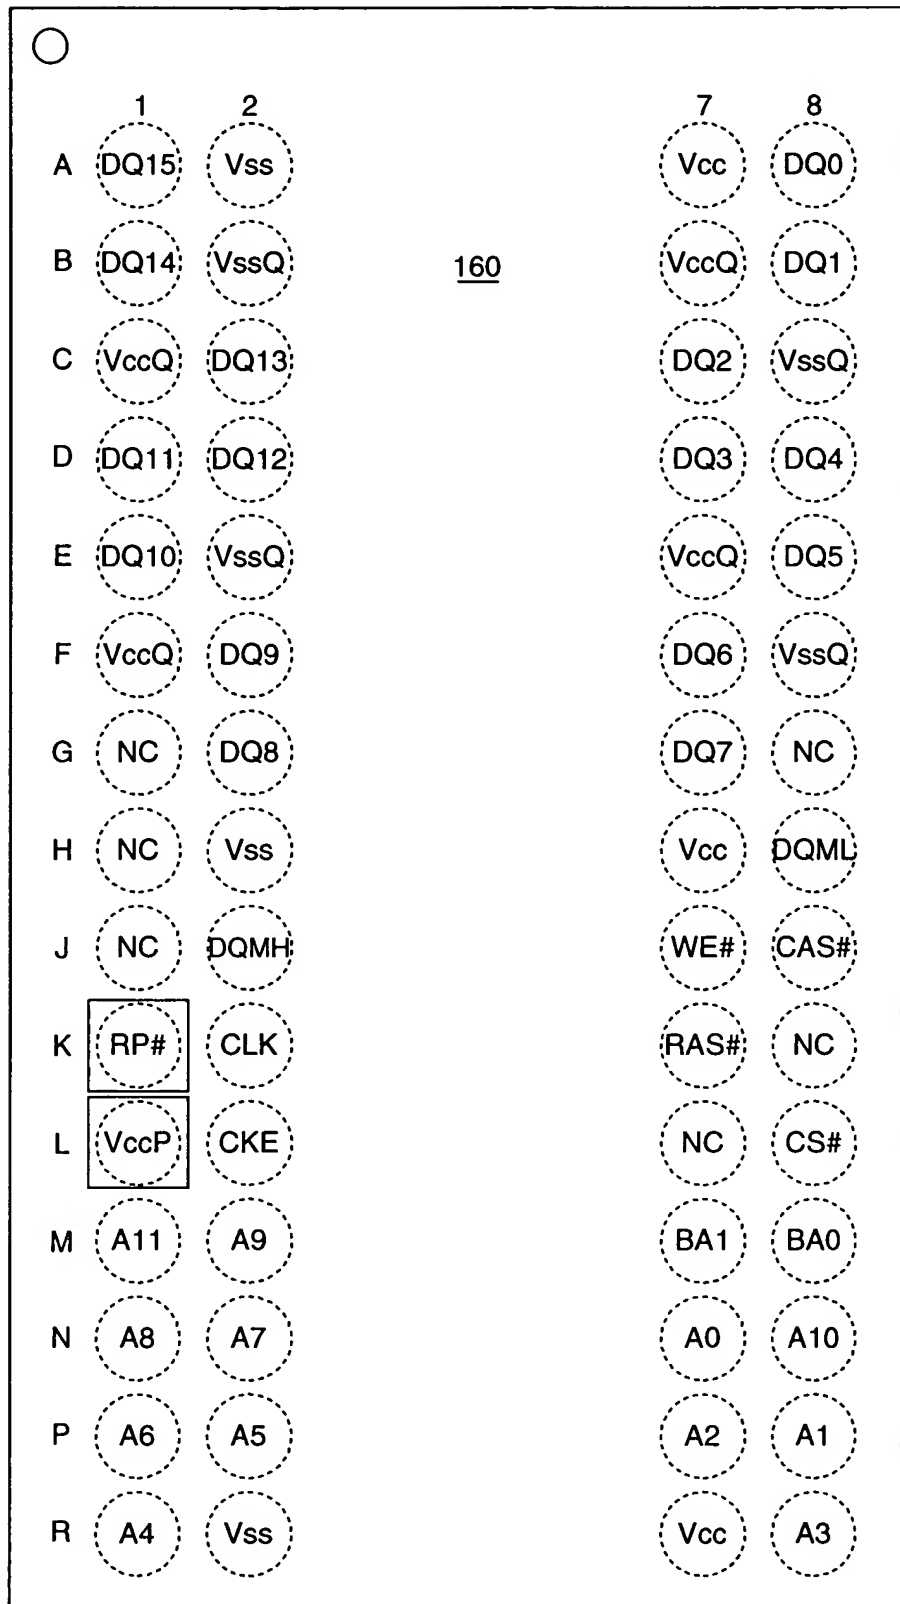 1 2 7 8
A DQ15 Vss Vcc DQ0
B DQ14 VssQ 160 VccQ DQ1
C VccQ DQ13 DQ2 VssQ
D DQ11 DQ12 DQ3 DQ4
E DQ10 VssQ VccQ DQ5
F VccQ DQ9 DQ6 VssQ
G NC DQ8 DQ7 NC
H NC Vss Vcc DQML
J NC DQMH WE# CAS#
K RP# CLK RAS# NC
L VccP CKE NC CS#
M A11 A9 BA1 BA0
N A8 A7 A0 A10
P A6 A5 A2 A1
R A4 Vss Vcc A3